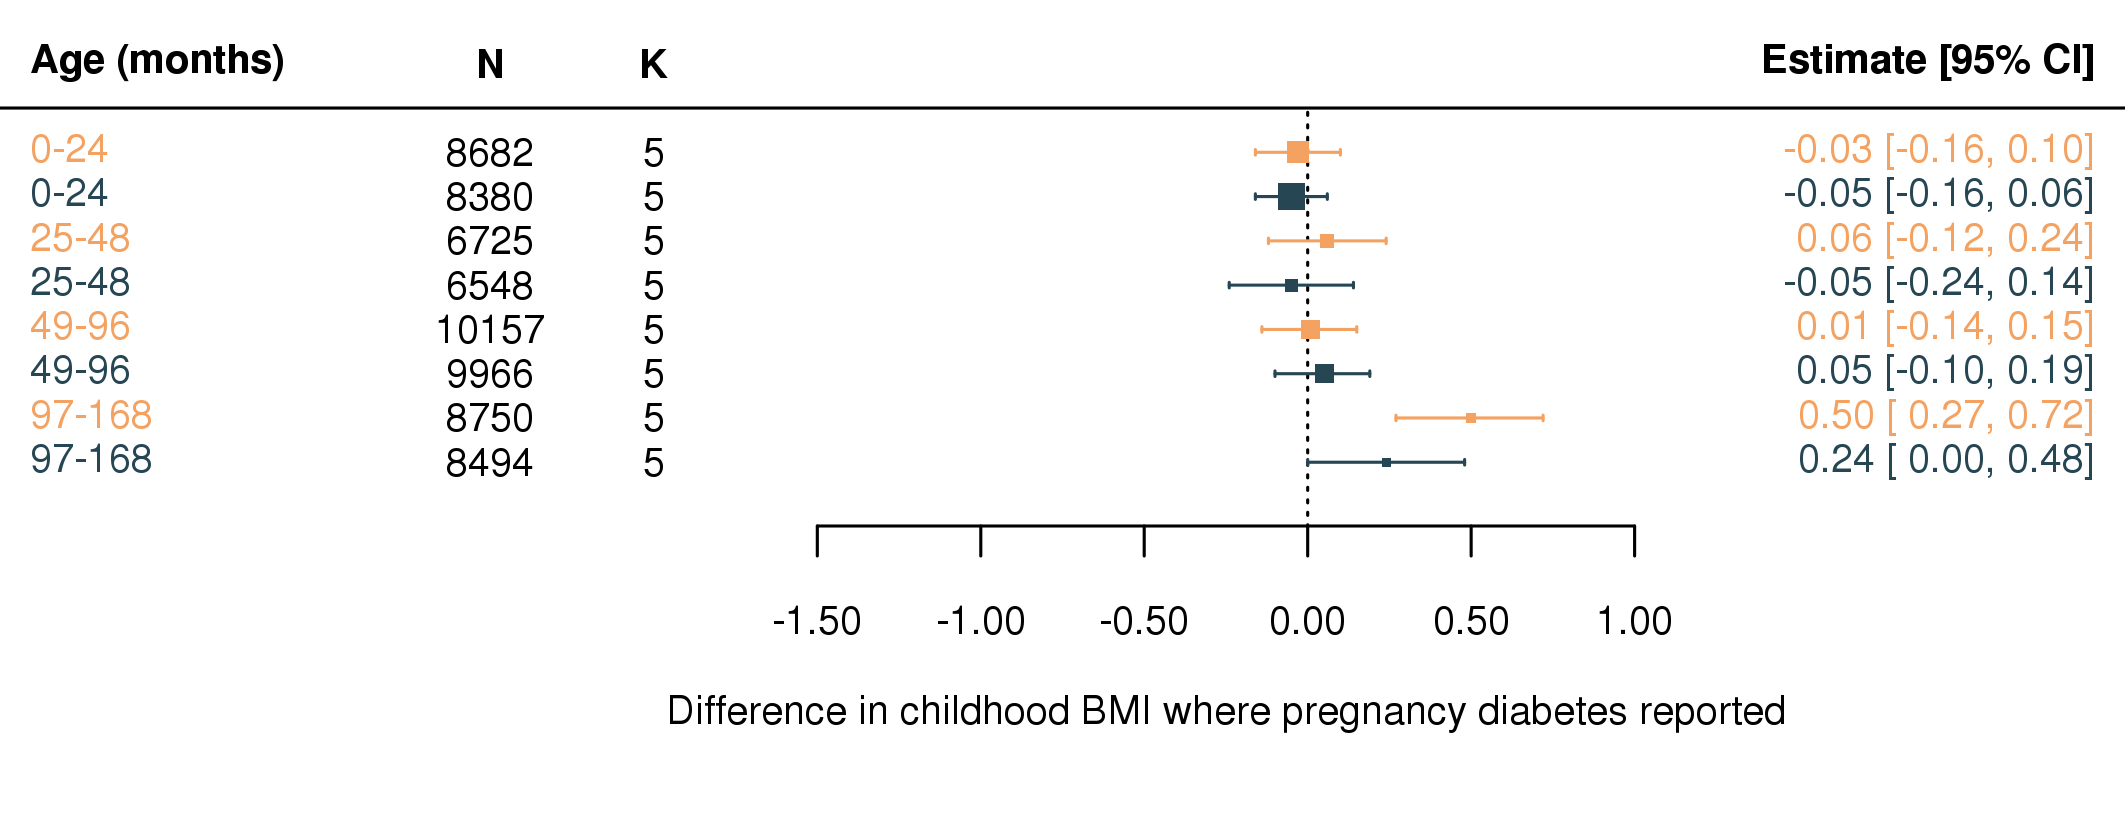 Age (months) N K Estimate [95% CI]
0-24 8682 5 -0.03 [-0.16, 0.10]
0-24 8380 5 -0.05 [-0.16, 0.06]
25-48 6725 5 0.06 [-0.12, 0.24]
25-48 6548 5 -0.05 [-0.24, 0.14]
49-96 10157 5 0.01 [-0.14, 0.15]
49-96 9966 5 0.05 [-0.10, 0.19]
97-168 8750 5 0.50 [ 0.27, 0.72]
97-168 8494 5 0.24 [ 0.00, 0.48]
-1.50 -1.00 -0.50 0.00 0.50 1.00
Difference in childhood BMI where pregnancy diabetes reported